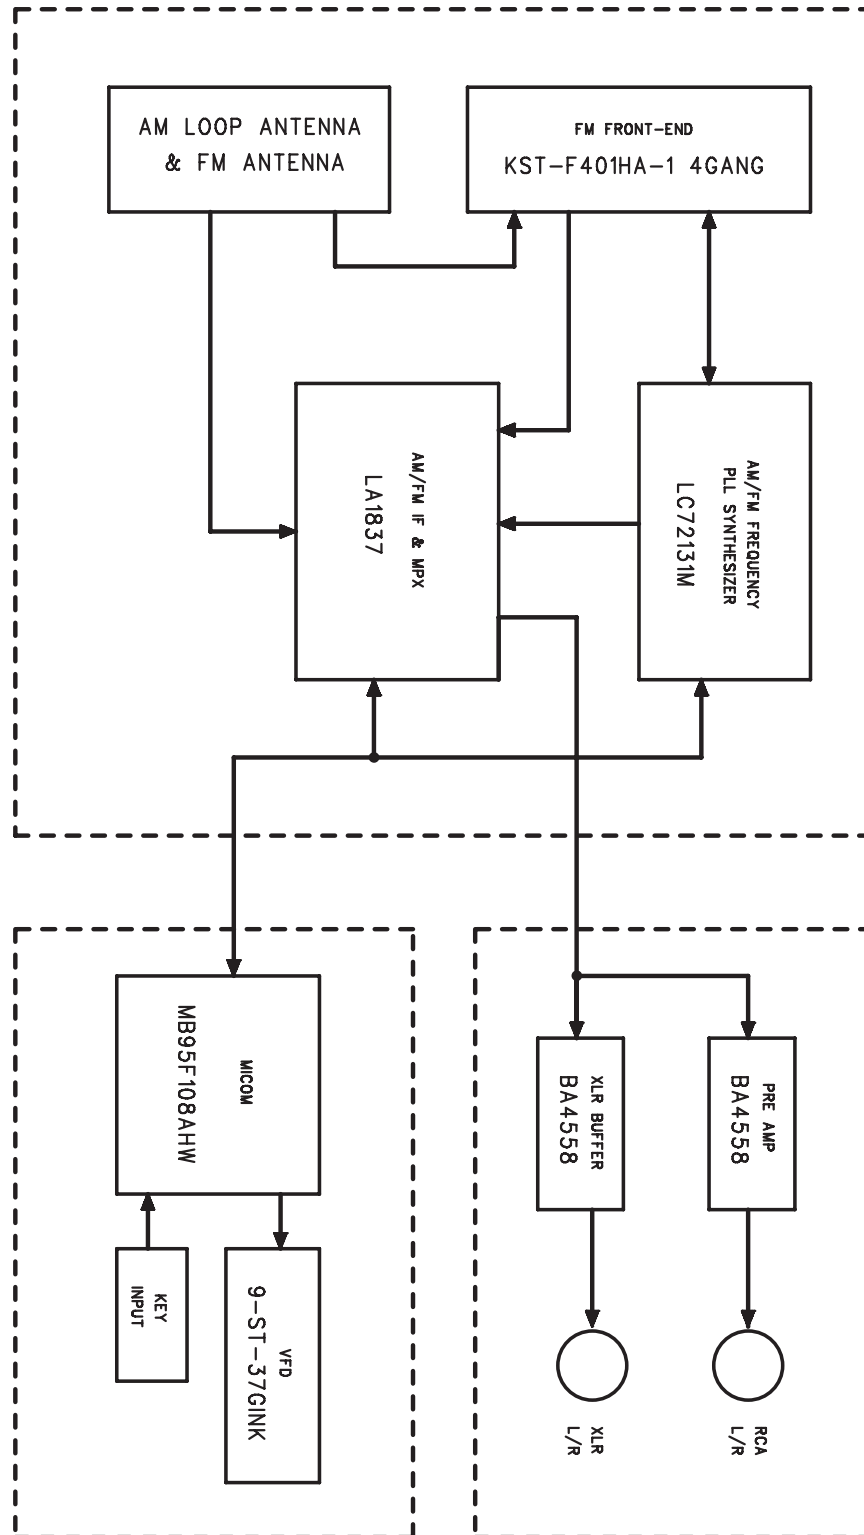 AM LOOP ANTENNA
& FM ANTENNA
FM FRONT-END
KST-F401HA-1 4GANG
AM/FM IF & MPX
LA1837
AM/FM FREQUENCY
PLL SYNTHESIZER
LC72131M
MICOM
MB95F108AHW
KEY
INPUT
VFD
9-ST-37GINK
XLR BUFFER
BA4558
PRE AMP
BA4558
XLR
L/R
RCA
L/R